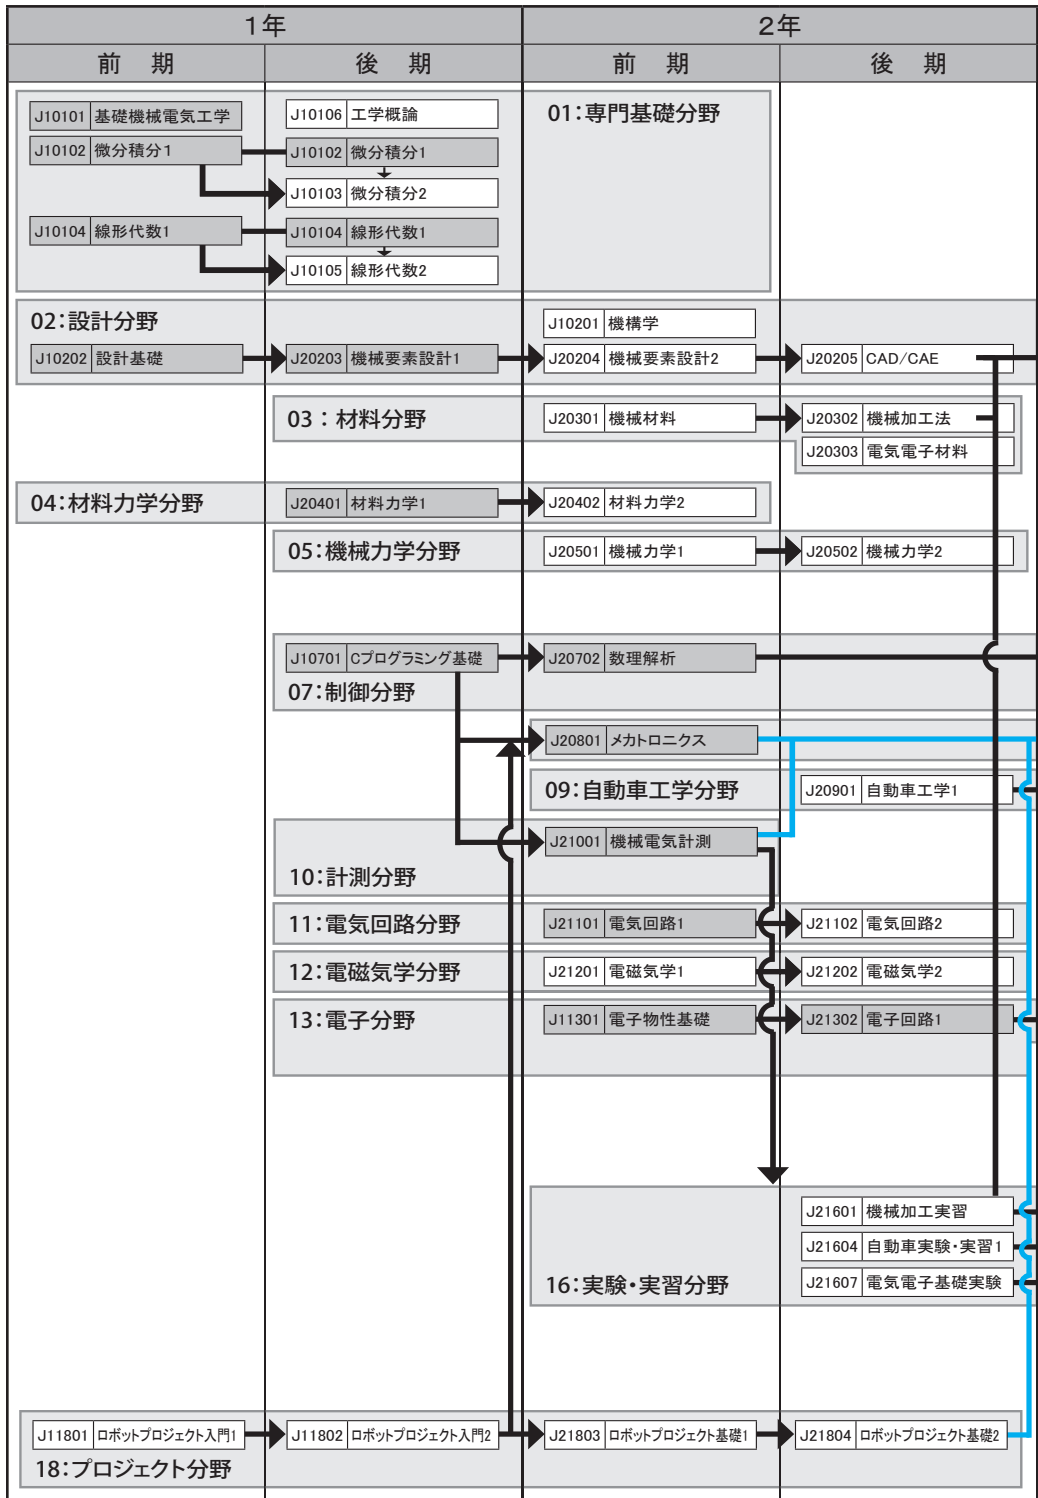 1年
2年
前 期
後 期
前 期
後 期
J10101 基礎機械電気工学
J10106 工学概論
01:専門基礎分野
J10102 微分積分1
J10102 微分積分1
J10103 微分積分2
J10104 線形代数1
J10104 線形代数1
J10105 線形代数2
02:設計分野
J10201 機構学
J10202 設計基礎
J20203 機械要素設計1
J20204 機械要素設計2
J20205 CAD/CAE
03:材料分野
J20301 機械材料
J20302 機械加工法
J20303 電気電子材料
04:材料力学分野
J20401 材料力学1
J20402 材料力学2
05:機械力学分野
J20501 機械力学1
J20502 機械力学2
J10701 Cプログラミング基礎
J20702 数理解析
07:制御分野
J20801 メカトロニクス
09:自動車工学分野
J20901 自動車工学1
J21001 機械電気計測
10:計測分野
11:電気回路分野
J21101 電気回路1
J21102 電気回路2
12:電磁気学分野
J21201 電磁気学1
J21202 電磁気学2
13:電子分野
J11301 電子物性基礎
J21302 電子回路1
J21601 機械加工実習
J21604 自動車実験・実習1
16:実験・実習分野
J21607 電気電子基礎実験
J11801 ロボットプロジェクト入門1
J11802 ロボットプロジェクト入門2
J21803 ロボットプロジェクト基礎1
J21804 ロボットプロジェクト基礎2
18:プロジェクト分野